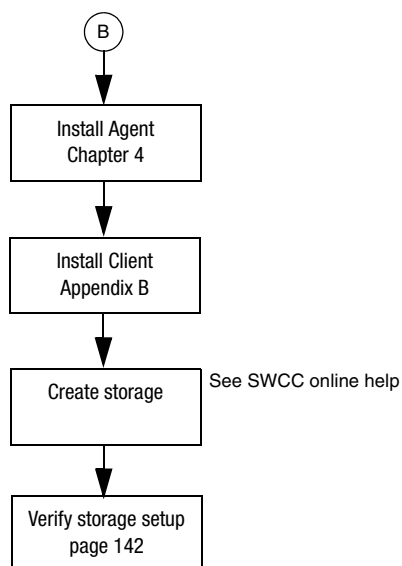 B
Install Agent
Chapter 4
Install Client
Appendix B
Create storage
See SWCC online help
Verify storage setup
page 142